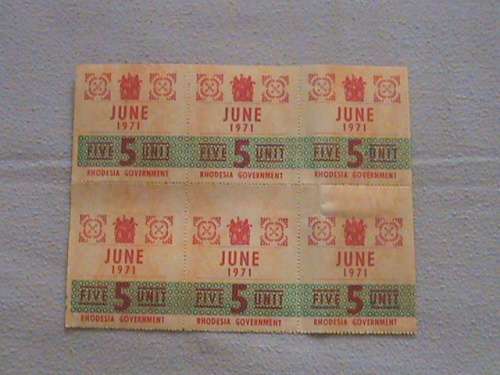 JUNE JUNE JUNE
1971 1971 1971
FIVE 5 UNIT FIVE 5 UNIT FIVE 5 UNIT
RHODESIA GOVERNMENT RHODESIA GOVERNMENT RHODESIA GOVERNMENT
JUNE JUNE JUNE
1971 1971 1971
FIVE 5 UNIT FIVE 5 UNIT FIVE 5 UNIT
RHODESIA GOVERNMENT RHODESIA GOVERNMENT RHODESIA GOVERNMENT